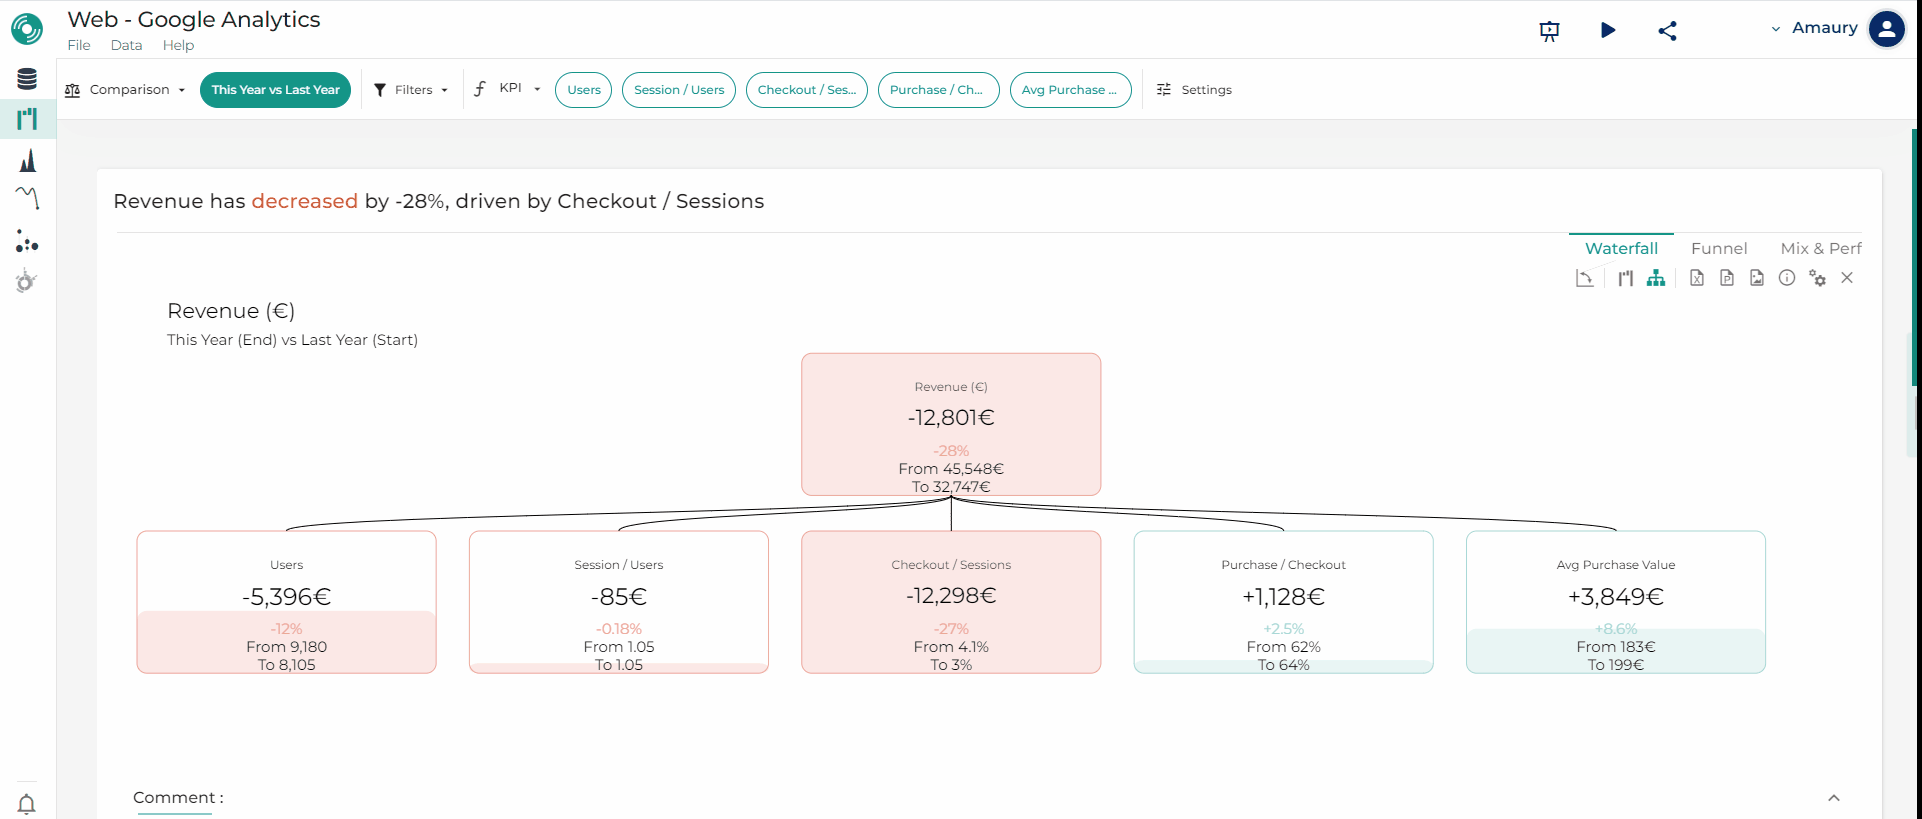 Web - Google Analytics
File Data Help
Amaury
Comparison This Year vs Last Year Filters KPI Users Session / Users Checkout / Ses... Purchase / Ch... Avg Purchase ... Settings
Revenue has decreased by -28%, driven by Checkout / Sessions
Waterfall Funnel Mix & Perf
Revenue (€)
This Year (End) vs Last Year (Start)
Revenue (€)
-12,801€
-28%
From 45,548€
To 32,747€
Users
-5,396€
-12%
From 9,180
To 8,105
Session / Users
-85€
-0.18%
From 1.05
To 1.05
Checkout / Sessions
-12,298€
-27%
From 4.1%
To 3%
Purchase / Checkout
+1,128€
+2.5%
From 62%
To 64%
Avg Purchase Value
+3,849€
+8.6%
From 183€
To 199€
Comment :